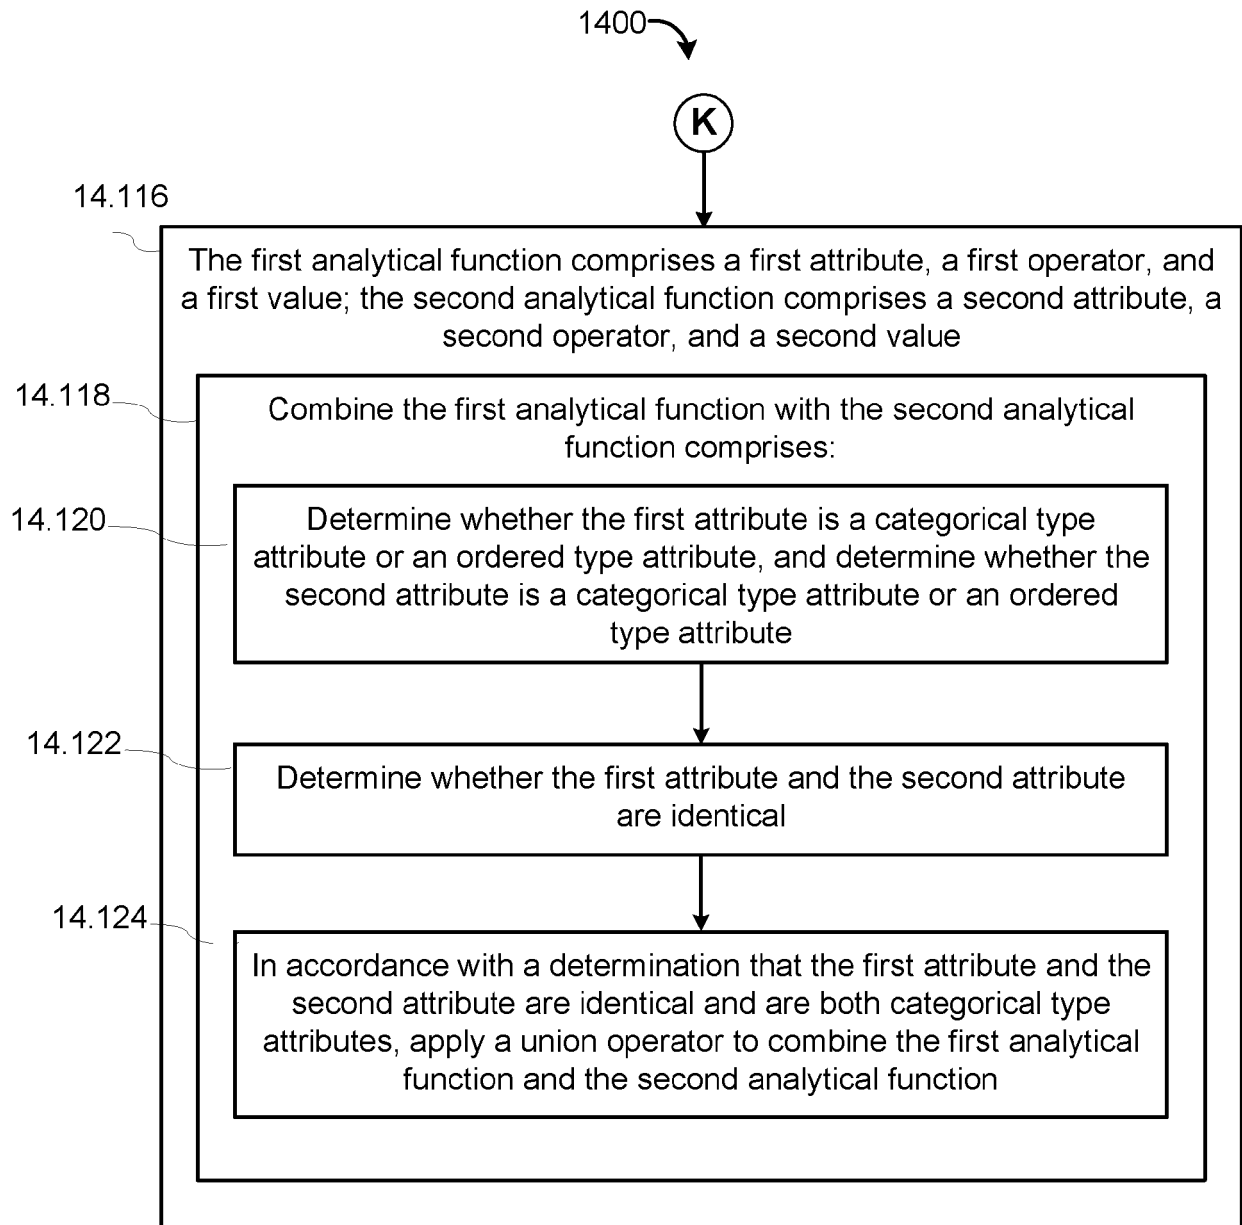 1400
K
14.116
The first analytical function comprises a first attribute, a first operator, and
a first value; the second analytical function comprises a second attribute, a
second operator, and a second value
14.118
Combine the first analytical function with the second analytical
function comprises:
14.120
Determine whether the first attribute is a categorical type
attribute or an ordered type attribute, and determine whether the
second attribute is a categorical type attribute or an ordered
type attribute
14.122
Determine whether the first attribute and the second attribute
are identical
14.124
In accordance with a determination that the first attribute and the
second attribute are identical and are both categorical type
attributes, apply a union operator to combine the first analytical
function and the second analytical function